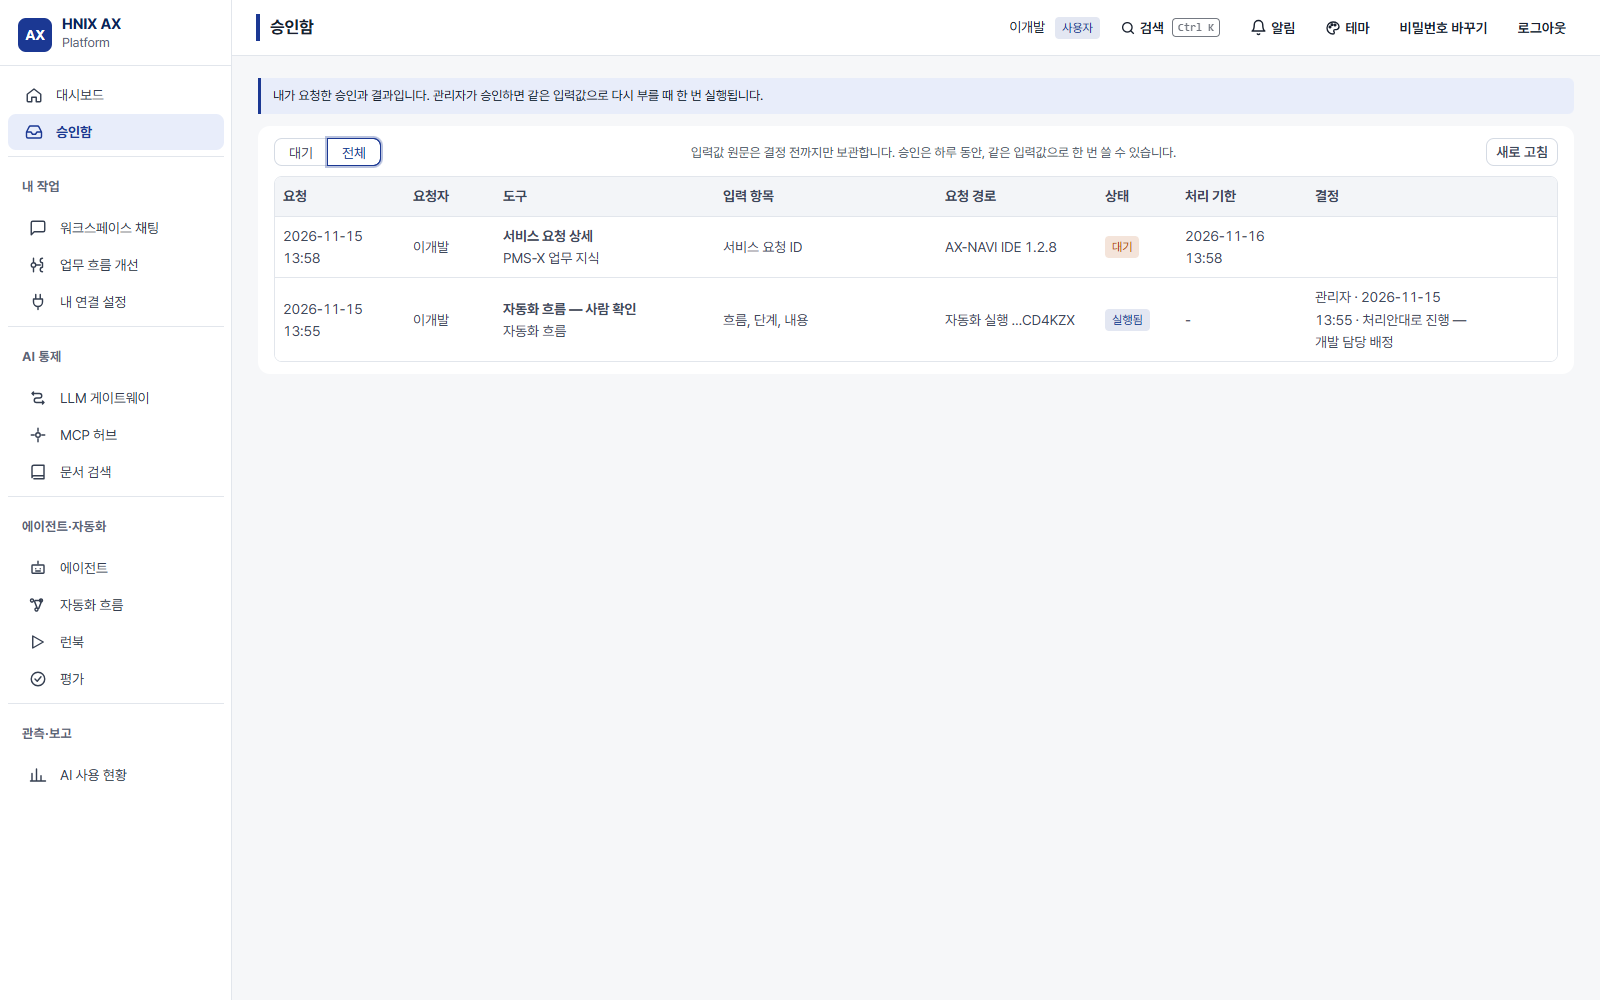 AX
HNIX AX
Platform
대시보드
승인함
내 작업
워크스페이스 채팅
업무 흐름 개선
내 연결 설정
AI 통제
LLM 게이트웨이
MCP 허브
문서 검색
에이전트·자동화
에이전트
자동화 흐름
런북
평가
관측·보고
AI 사용 현황
승인함
이개발 사용자 검색 Ctrl K 알림 테마 비밀번호 바꾸기 로그아웃
내가 요청한 승인과 결과입니다. 관리자가 승인하면 같은 입력값으로 다시 부를 때 한 번 실행됩니다.
대기 전체 입력값 원문은 결정 전까지만 보관합니다. 승인은 하루 동안, 같은 입력값으로 한 번 쓸 수 있습니다. 새로 고침
요청 요청자 도구 입력 항목 요청 경로 상태 처리 기한 결정
2026-11-15
13:58
이개발
서비스 요청 상세
PMS-X 업무 지식
서비스 요청 ID
AX-NAVI IDE 1.2.8
대기
2026-11-16
13:58
2026-11-15
13:55
이개발
자동화 흐름 — 사람 확인
자동화 흐름
흐름, 단계, 내용
자동화 실행 ...CD4KZX
실행됨
-
관리자 · 2026-11-15
13:55 · 처리안대로 진행 —
개발 담당 배정